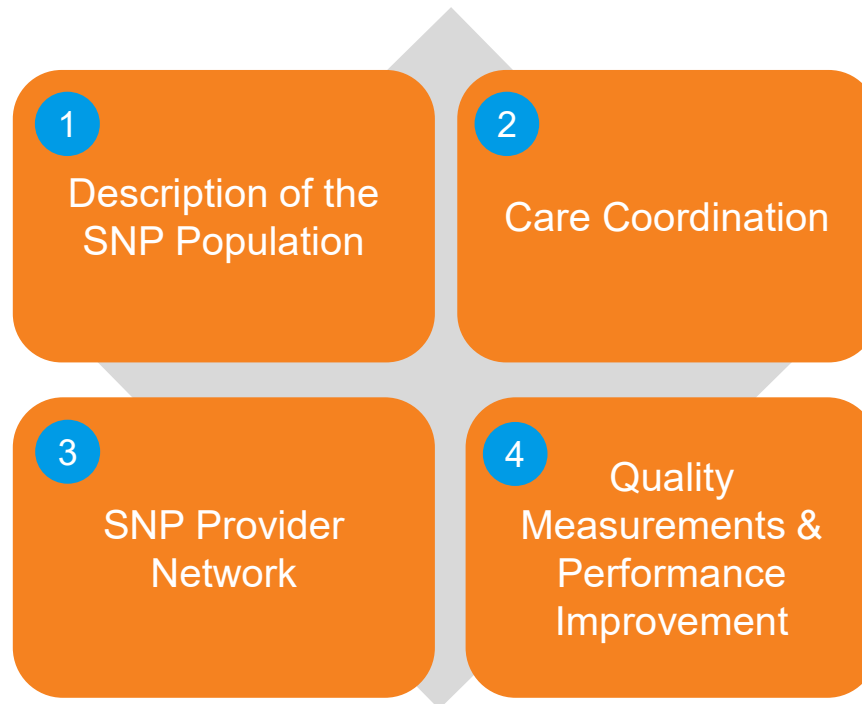 1
Description of the
SNP Population
2
Care Coordination
3
SNP Provider
Network
4
Quality
Measurements &
Performance
Improvement